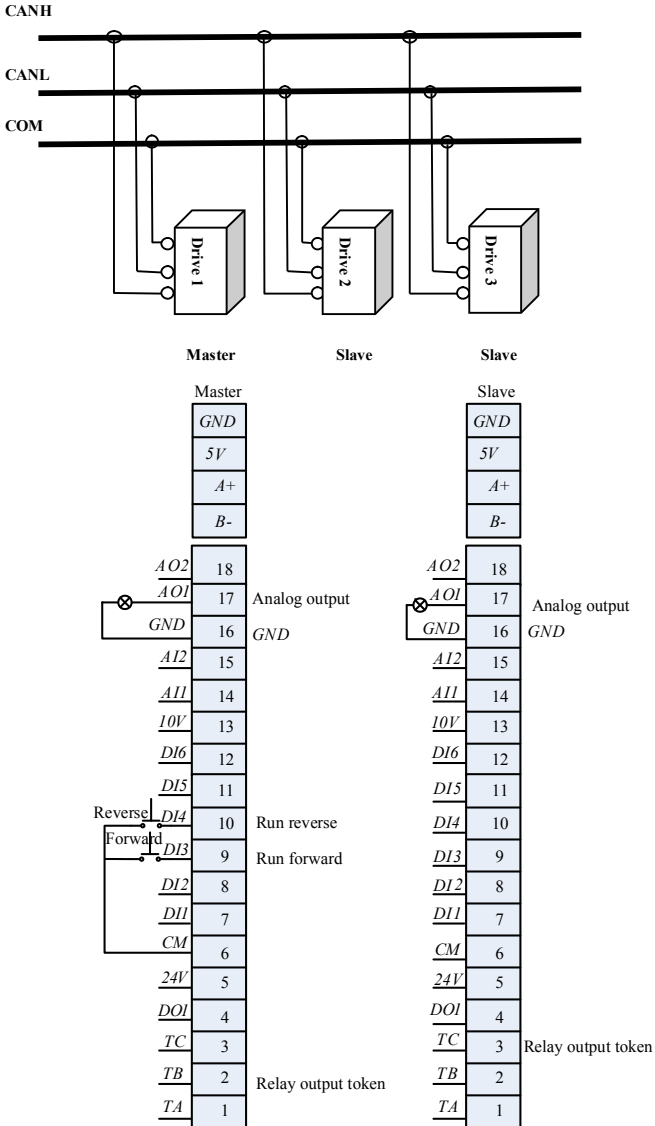 CANH
CANL
COM
Drive 1
Drive 2
Drive 3
Master Slave Slave
Master
GND
5V
A+
B-
AO2 18
AO1 17 Analog output
GND 16 GND
AI2 15
AI1 14
10V 13
DI6 12
DI5 11
Reverse DI4 10 Run reverse
Forward DI3 9 Run forward
DI2 8
DI1 7
CM 6
24V 5
DO1 4
TC 3
TB 2 Relay output token
TA 1
Slave
GND
5V
A+
B-
AO2 18
AO1 17 Analog output
GND 16 GND
AI2 15
AI1 14
10V 13
DI6 12
DI5 11
DI4 10
DI3 9
DI2 8
DI1 7
CM 6
24V 5
DO1 4
TC 3 Relay output token
TB 2
TA 1